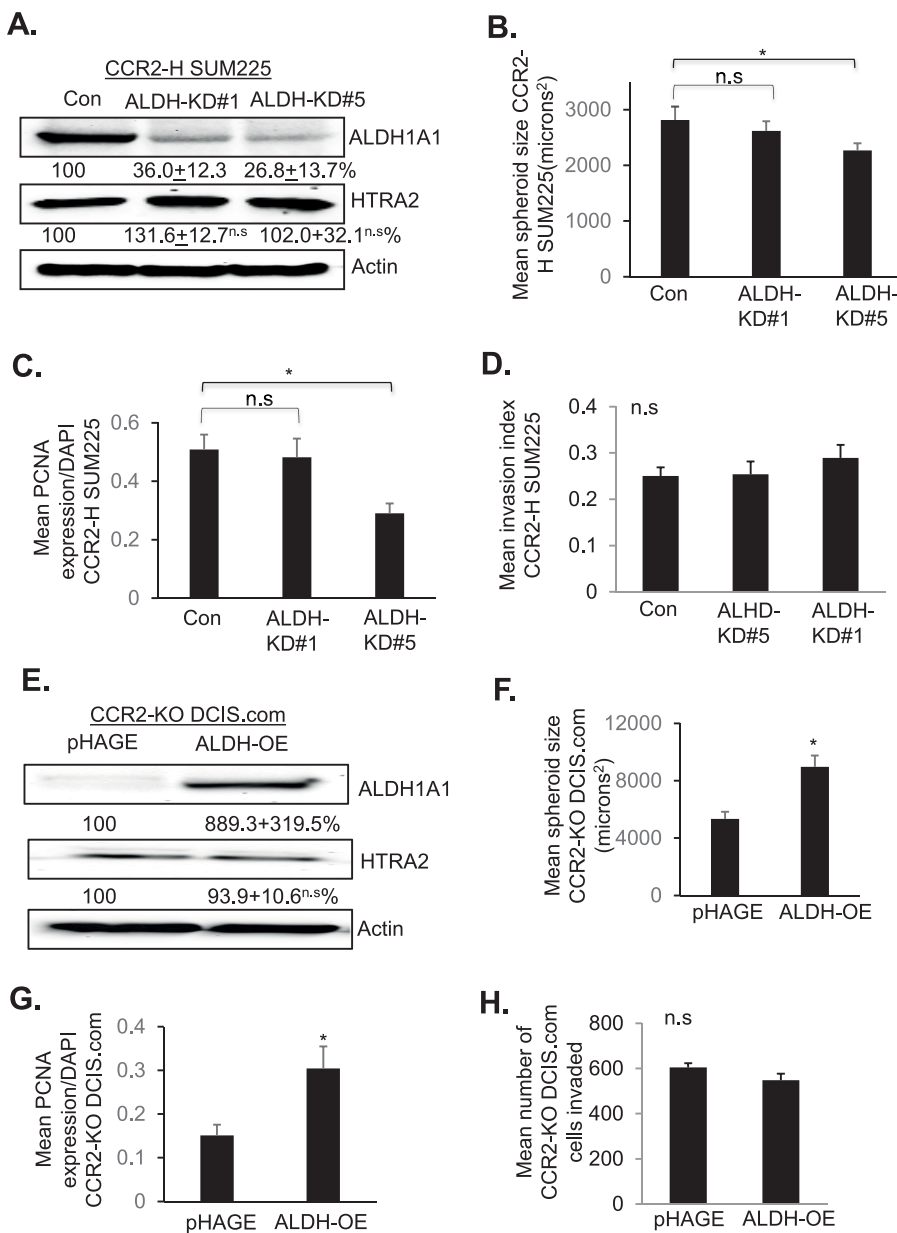 A.
CCR2-H SUM225
Con ALDH-KD#1 ALDH-KD#5
ALDH1A1
100 36.0±12.3 26.8±13.7%
HTRA2
100 131.6±12.7n.s 102.0+32.1n.s%
Actin
B.
Mean spheroid size CCR2-
H SUM225(microns2)
*
n.s
3000
2000
1000
0
Con ALDH- ALDH-
KD#1 KD#5
C.
Mean PCNA
expression/DAPI
CCR2-H SUM225
*
n.s
0.6
0.4
0.2
0
Con ALDH- ALDH-
KD#1 KD#5
D.
Mean invasion index
CCR2-H SUM225
n.s
0.4
0.3
0.2
0.1
0
Con ALHD- ALDH-
KD#5 KD#1
E.
CCR2-KO DCIS.com
pHAGE ALDH-OE
ALDH1A1
100 889.3+319.5%
HTRA2
100 93.9+10.6n.s%
Actin
F.
Mean spheroid size
CCR2-KO DCIS.com
(microns2)
*
12000
8000
4000
0
pHAGE ALDH-OE
G.
Mean PCNA
expression/DAPI
CCR2-KO DCIS.com
*
0.4
0.3
0.2
0.1
0
pHAGE ALDH-OE
H.
Mean number of
CCR2-KO DCIS.com
cells invaded
n.s
800
600
400
200
0
pHAGE ALDH-OE